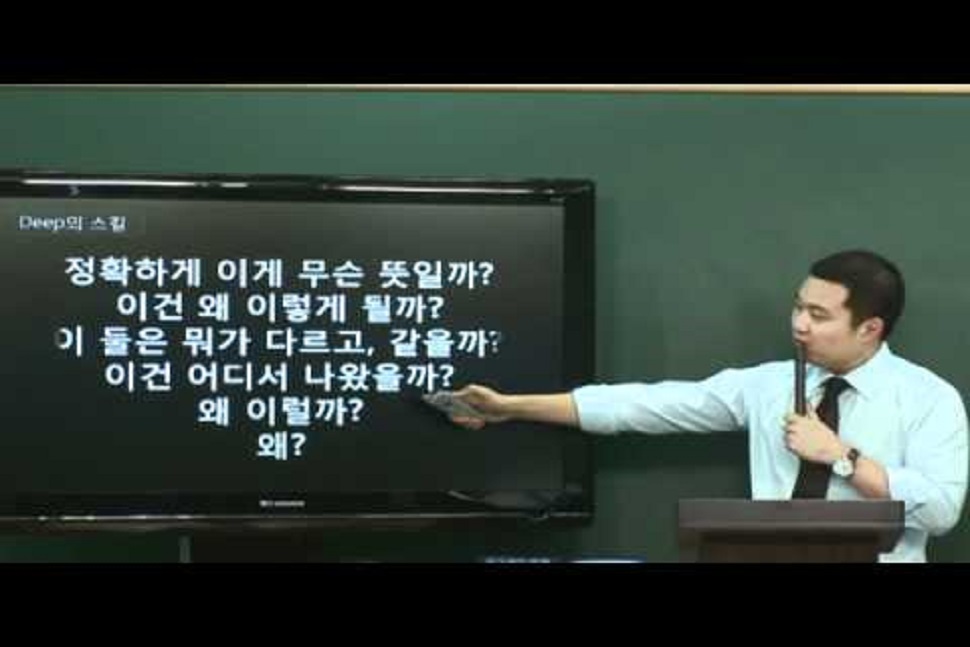 Deep의 스킬
정확하게 이게 무슨 뜻일까?
이건 왜 이렇게 될까?
이 둘은 뭐가 다르고, 같을까?
이건 어디서 나왔을까?
왜 이럴까?
왜?